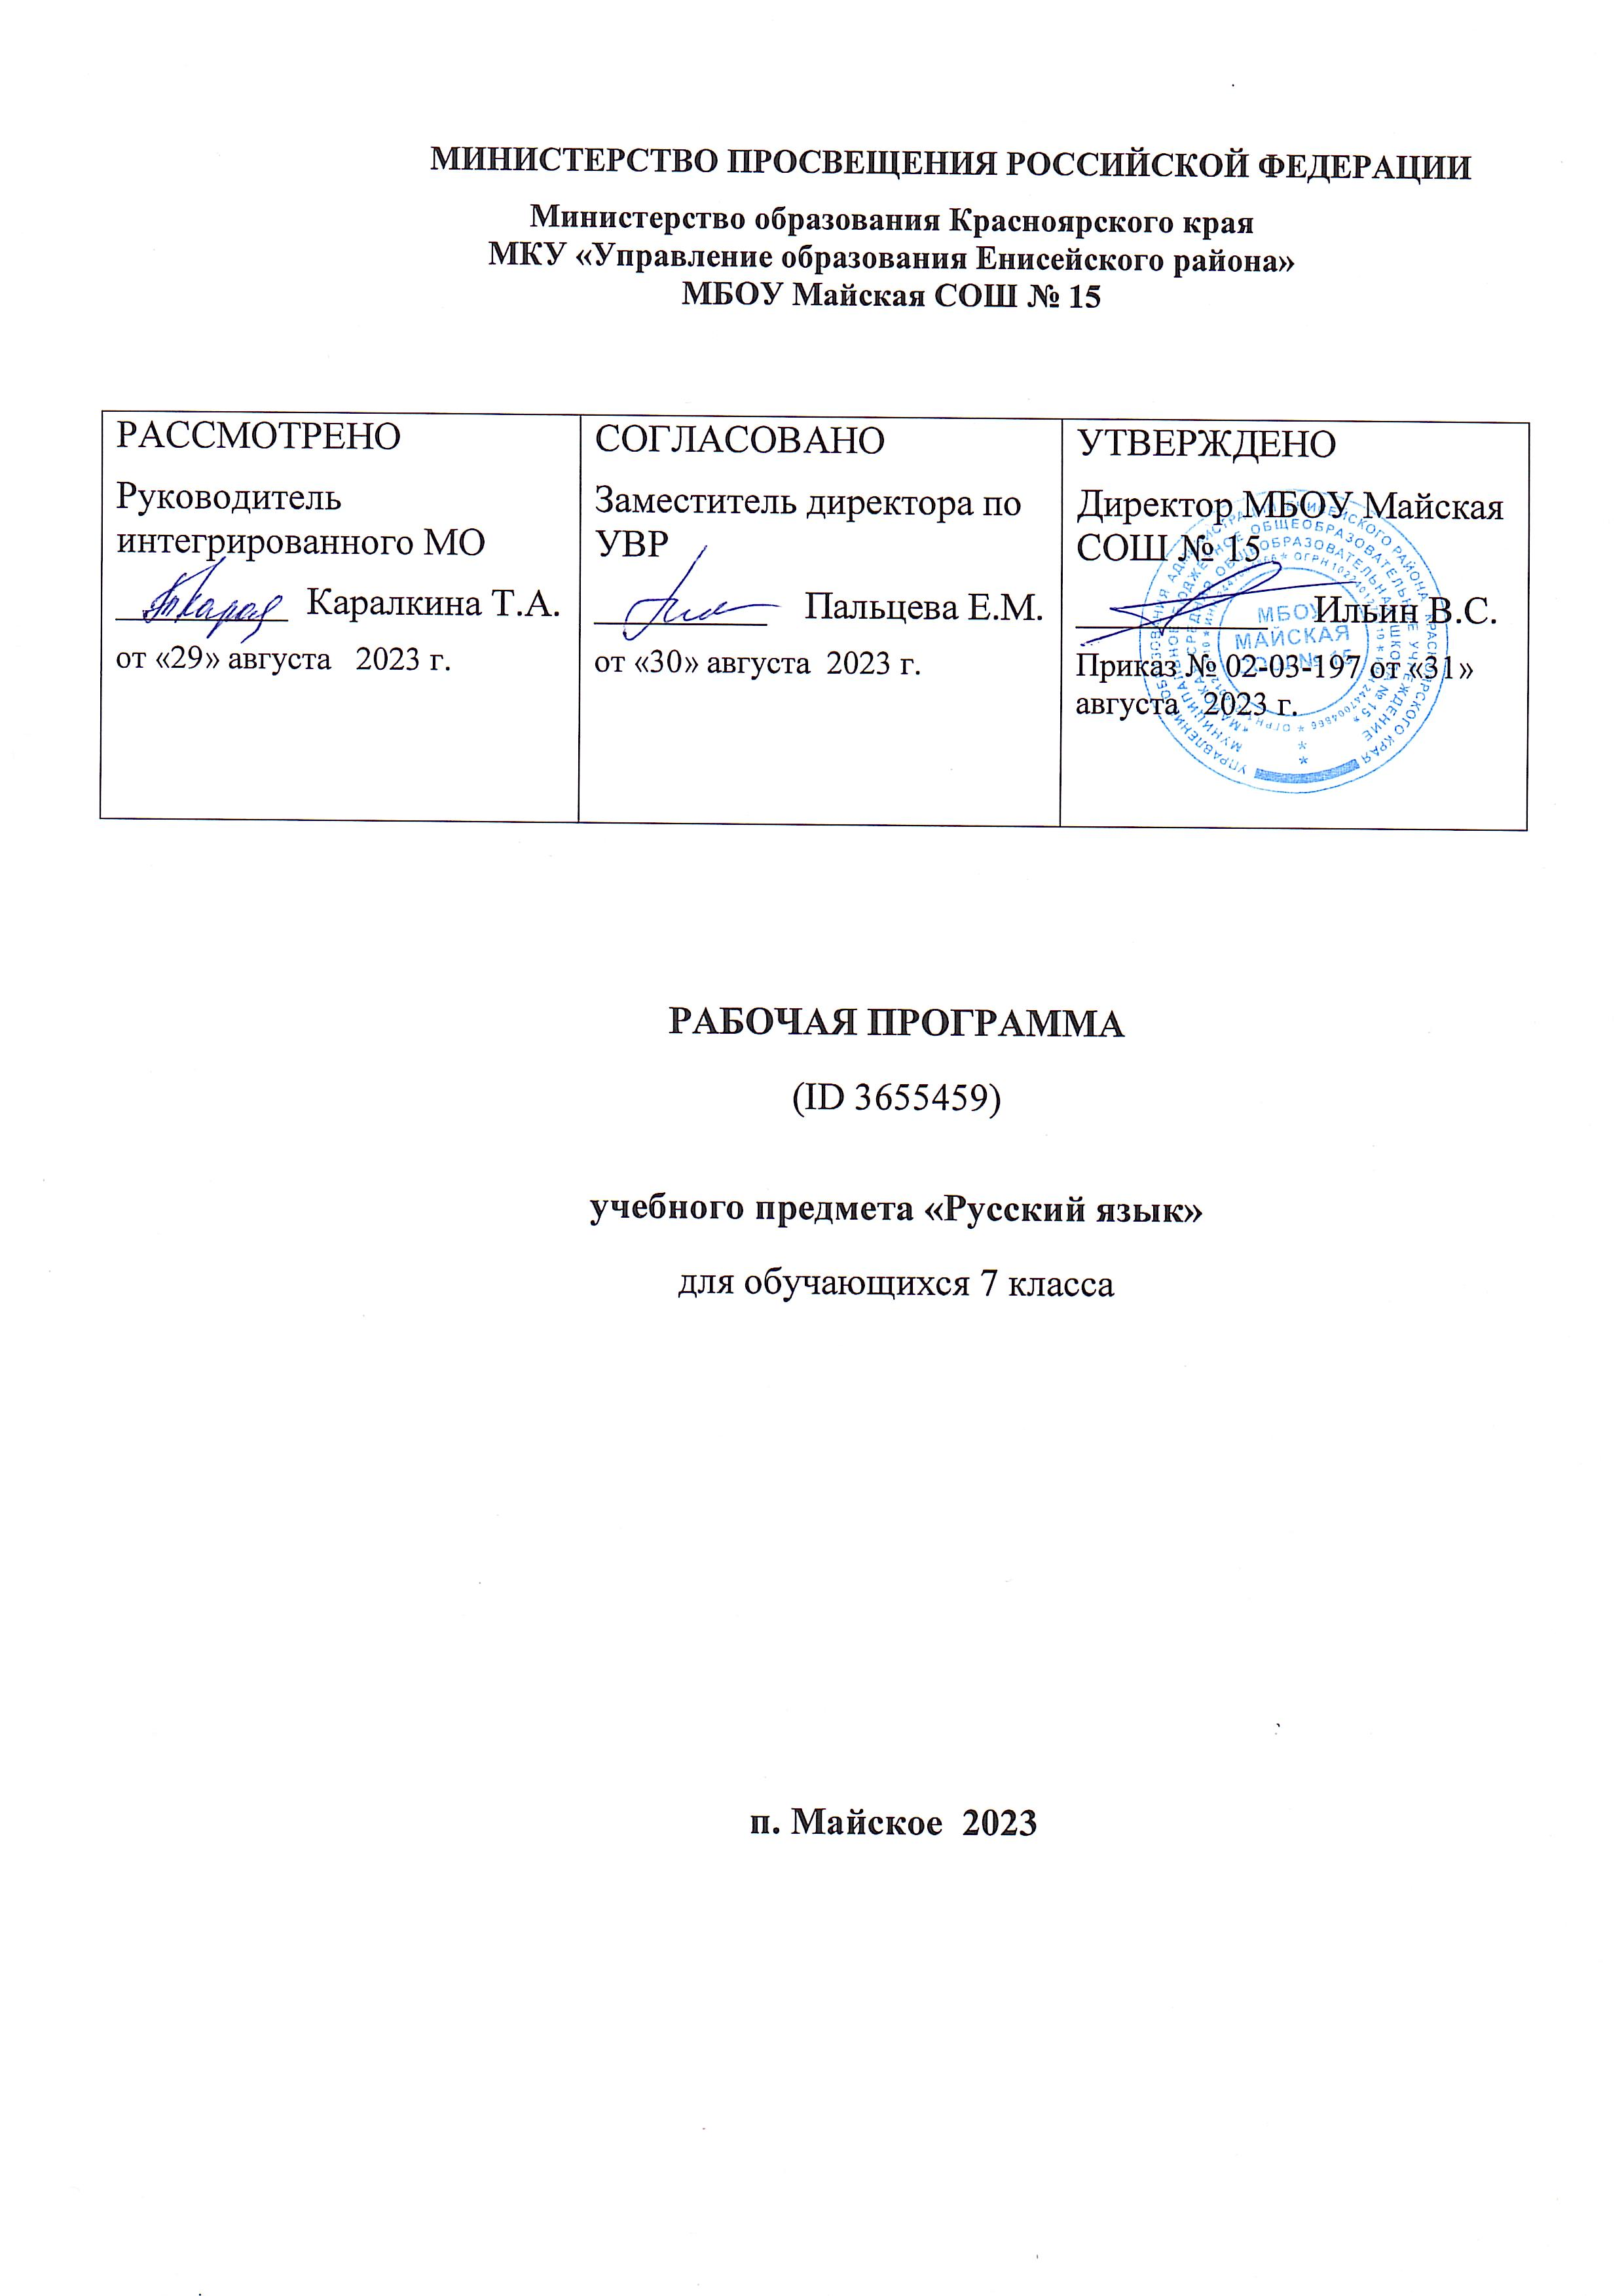 МИНИСТЕРСТВО ПРОСВЕЩЕНИЯ РОССИЙСКОЙ ФЕДЕРАЦИИ
Министерство образования Красноярского края
МКУ «Управление образования Енисейского района»
МБОУ Майская СОШ № 15
РАССМОТРЕНО
Руководитель
интегрированного МО
Каралкина Т.А.
от «29» августа 2023 г.
СОГЛАСОВАНО
Заместитель директора по
УВР
Пальцева Е.М.
от «30» августа 2023 г.
УТВЕРЖДЕНО
Директор МБОУ Майская
СОШ № 15
Ильин В.С.
Приказ № 02-03-197 от «31»
августа 2023 г.
МБОУ
МАЙСКАЯ
РАБОЧАЯ ПРОГРАММА
(ID 3655459)
учебного предмета «Русский язык»
для обучающихся 7 класса
п. Майское 2023